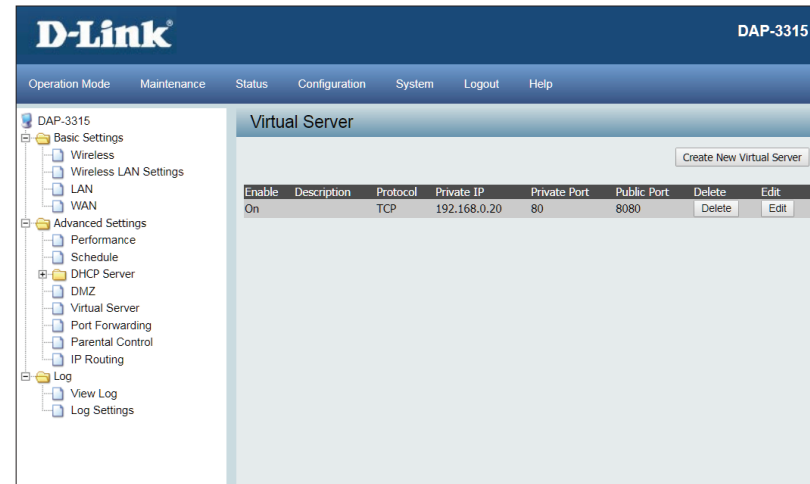 D-Link®
DAP-3315
Operation Mode Maintenance Status Configuration System Logout Help
DAP-3315
Basic Settings
Wireless
Wireless LAN Settings
LAN
WAN
Advanced Settings
Performance
Schedule
DHCP Server
DMZ
Virtual Server
Port Forwarding
Parental Control
IP Routing
Log
View Log
Log Settings
Virtual Server
Create New Virtual Server
Enable Description Protocol Private IP Private Port Public Port Delete Edit
On TCP 192.168.0.20 80 8080 Delete Edit